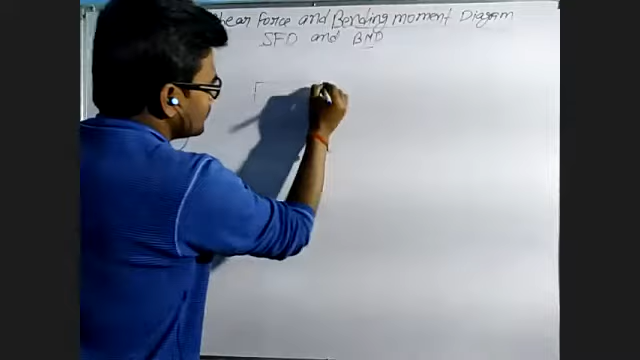 hear Force and Bending moment Diagram
SFD and BMD